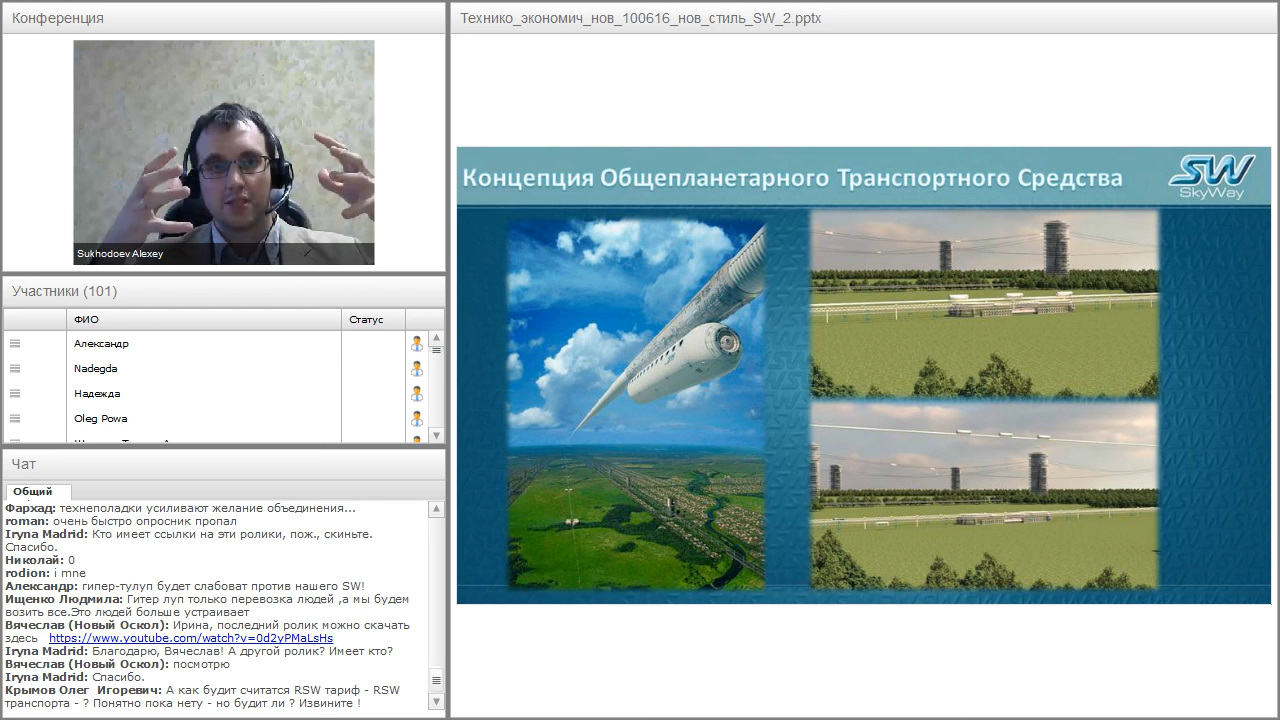 Конференция
Sukhodoev Alexey
Участники (101)
ФИО
Статус
Александр
Nadegda
Надежда
Oleg Powa
Чат
Общий
Фархад: технеполадки усиливают желание объединения...
roman: очень быстро опросник пропал
Iryna Madrid: Кто имеет ссылки на эти ролики, пож., скиньте.
Спасибо.
Николай: 0
rodion: i mne
Александр: гипер-тулуп будет слабоват против нашего SW!
Ищенко Людмила: Гитер луп только перевозка людей ,а мы будем
возить все.Это людей больше устраивает
Вячеслав (Новый Оскол): Ирина, последний ролик можно скачать
здесь https://www.youtube.com/watch?v=0d2yPMaLsHs
Iryna Madrid: Благодарю, Вячеслав! А другой ролик? Имеет кто?
Вячеслав (Новый Оскол): посмотрю
Iryna Madrid: Спасибо.
Крымов Олег Игоревич: А как будит считатся RSW тариф - RSW
транспорта - ? Понятно пока нету - но будит ли ? Извините !
Технико_экономич_нов_100616_нов_стиль_SW_2.pptx
Концепция Общепланетарного Транспортного Средства
SW
SkyWay